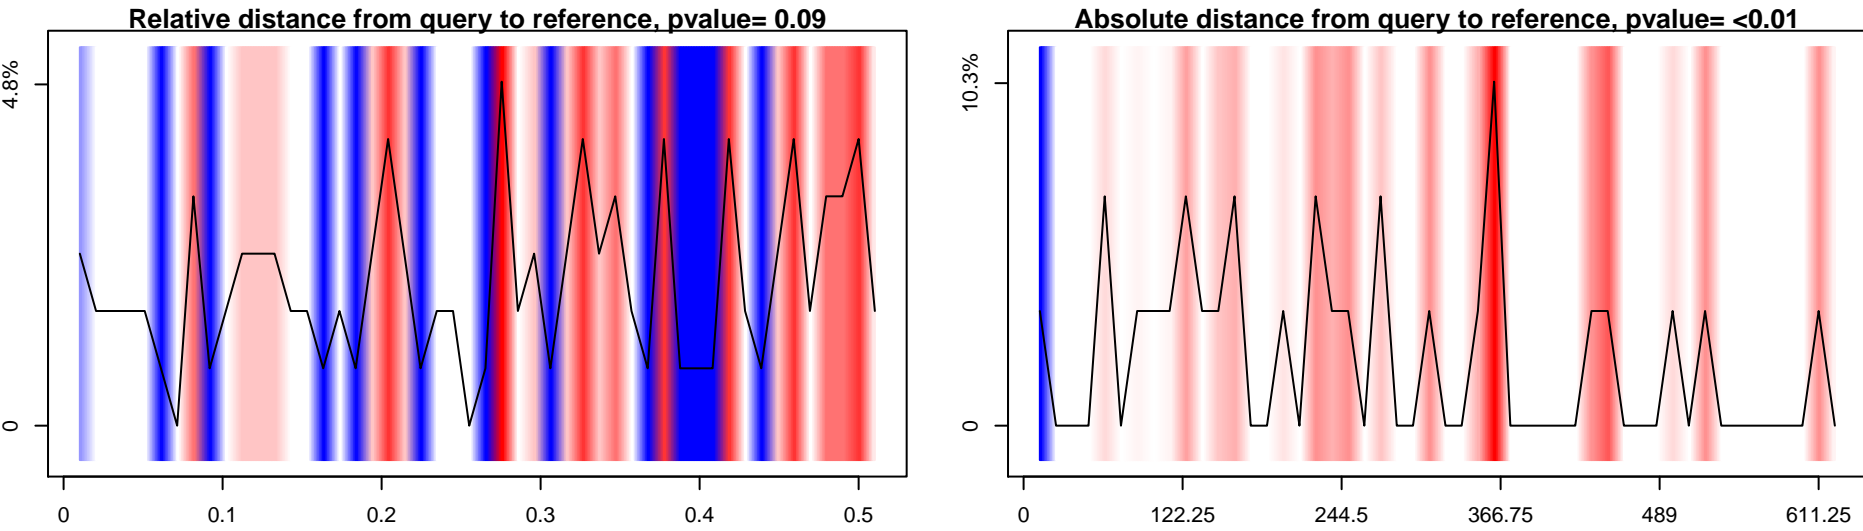 Relative distance from query to reference, pvalue= 0.09
4.8%
0
0 0.1 0.2 0.3 0.4 0.5
Absolute distance from query to reference, pvalue= <0.01
10.3%
0
0 122.25 244.5 366.75 489 611.25